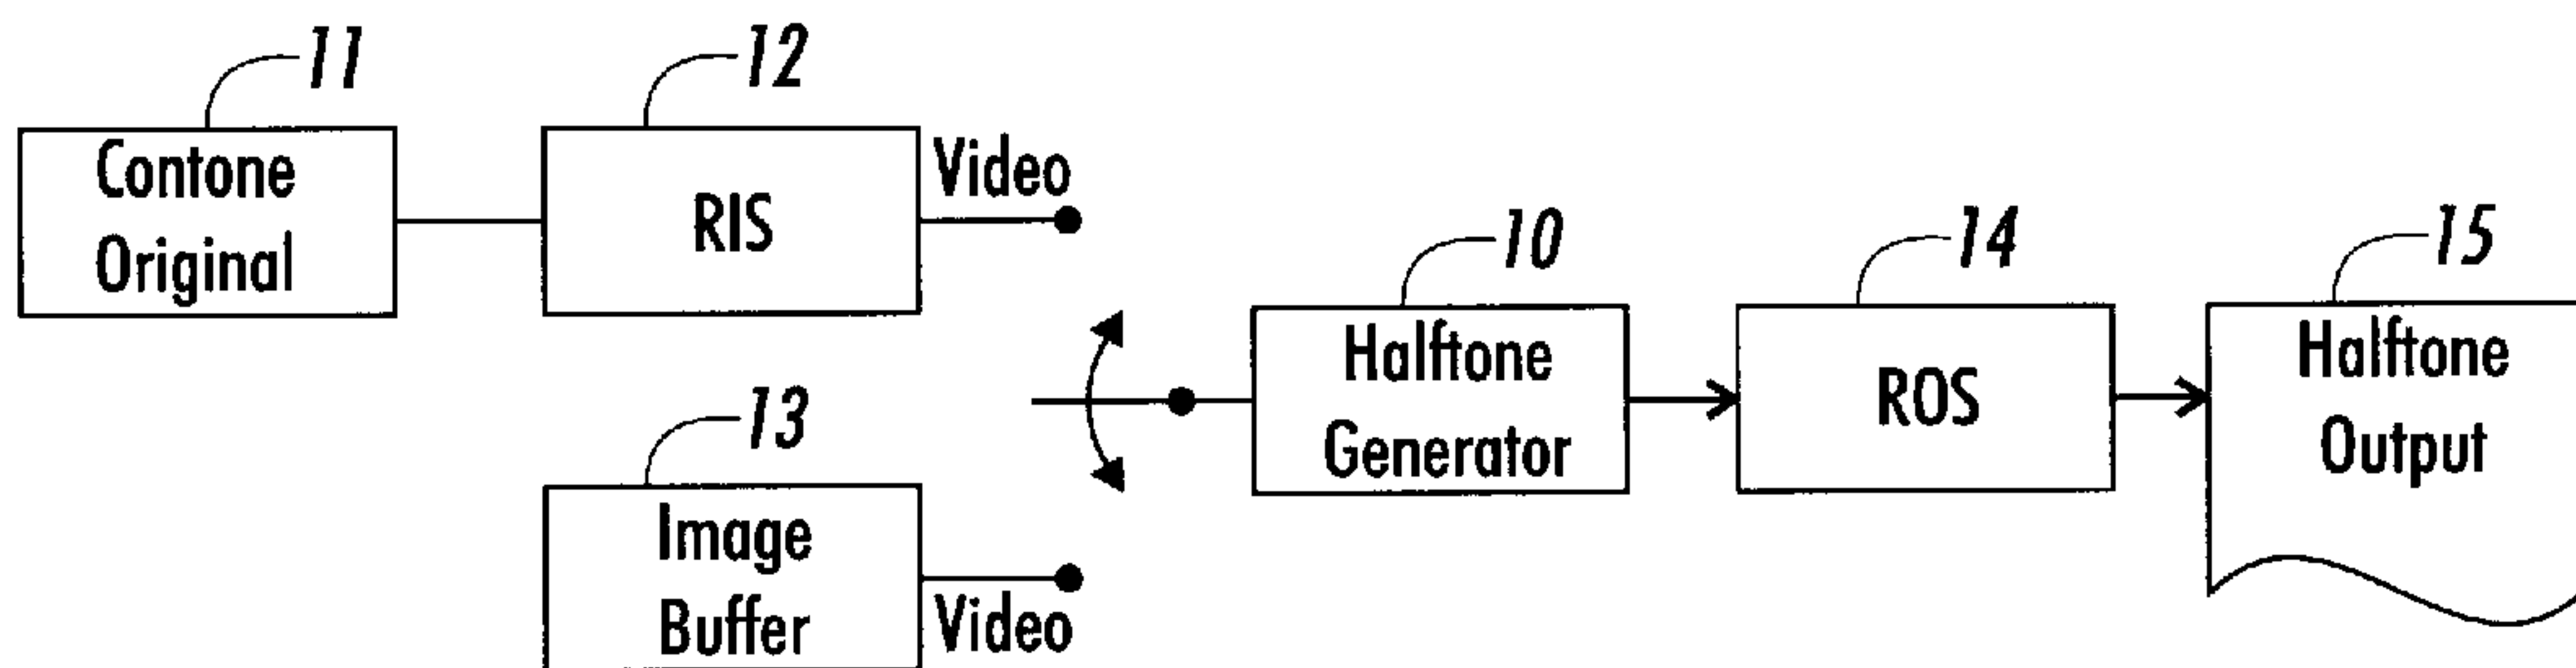 11
12
Contone
Original
RIS
Video
10
14
15
Halftone
Generator
ROS
Halftone
Output
13
Image
Buffer
Video